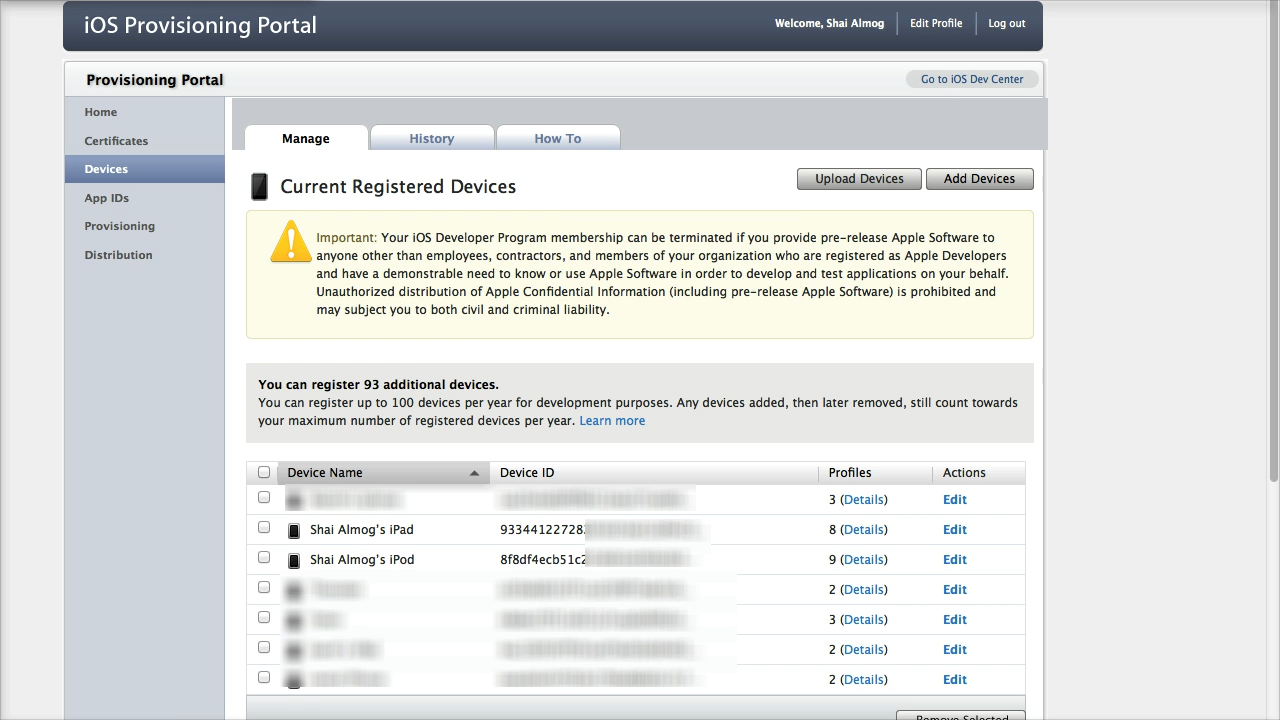 iOS Provisioning Portal
Welcome, Shai Almog
Edit Profile
Log out
Provisioning Portal
Go to iOS Dev Center
Home
Certificates
Devices
App IDs
Provisioning
Distribution
Manage
History
How To
Current Registered Devices
Upload Devices
Add Devices
Important: Your iOS Developer Program membership can be terminated if you provide pre-release Apple Software to
anyone other than employees, contractors, and members of your organization who are registered as Apple Developers
and have a demonstrable need to know or use Apple Software in order to develop and test applications on your behalf.
Unauthorized distribution of Apple Confidential Information (including pre-release Apple Software) is prohibited and
may subject you to both civil and criminal liability.
You can register 93 additional devices.
You can register up to 100 devices per year for development purposes. Any devices added, then later removed, still count towards
your maximum number of registered devices per year. Learn more
Device Name Device ID Profiles Actions
3 (Details) Edit
Shai Almog's iPad 93344122728 8 (Details) Edit
Shai Almog's iPod 8f8df4ecb51c2 9 (Details) Edit
2 (Details) Edit
3 (Details) Edit
2 (Details) Edit
2 (Details) Edit
Remove Selected